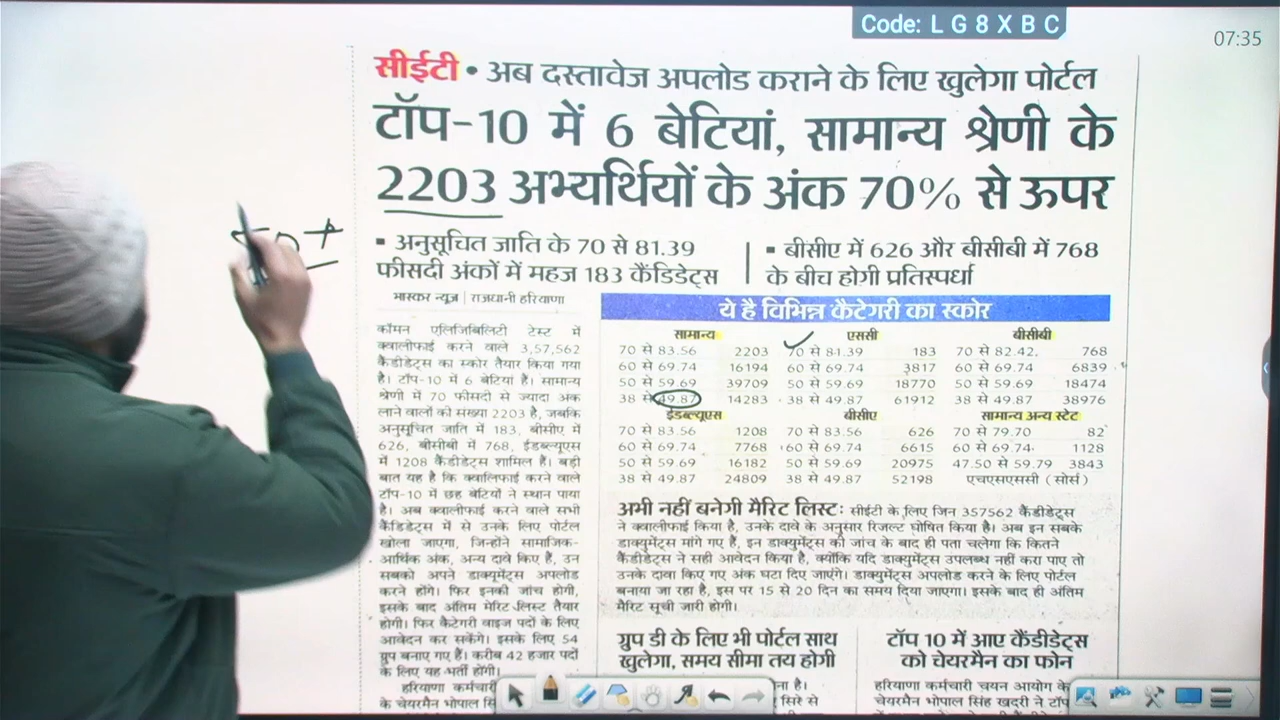 Code: L G 8 X B C
07:35
सीईटी • अब दस्तावेज अपलोड कराने के लिए खुलेगा पोर्टल
टॉप-10 में 6 बेटियां, सामान्य श्रेणी के
2203 अभ्यर्थियों के अंक 70% से ऊपर
▪ अनुसूचित जाति के 70 से 81.39
फीसदी अंकों में महज 183 कैंडिडेट्स
▪ बीसीए में 626 और बीसीबी में 768
के बीच होगी प्रतिस्पर्धा
भास्कर न्यूज | राजधानी हरियाणा
कॉमन एलिजिबिलिटी टेस्ट में
क्वालीफाई करने वाले 3,57,562
कैंडीडेट्स का स्कोर तैयार किया गया
है। टॉप-10 में 6 बेटियां हैं। सामान्य
श्रेणी में 70 फीसदी से ज्यादा अंक
लाने वालों की संख्या 2203 है, जबकि
अनुसूचित जाति में 183, बीसीए में
626, बीसीबी में 768, ईडब्ल्यूएस
में 1208 कैंडीडेट्स शामिल हैं। बड़ी
बात यह है कि क्वालिफाई करने वाले
टॉप-10 में छह बेटियों ने स्थान पाया
है। अब क्वालीफाई करने वाले सभी
कैंडिडेट्स में से उनके लिए पोर्टल
खोला जाएगा, जिन्होंने सामाजिक-
आर्थिक अंक, अन्य दावे किए हैं, उन
सबको अपने डाक्यूमेंट्स अपलोड
करने होंगे। फिर इनकी जांच होगी,
इसके बाद अंतिम मेरिट लिस्ट तैयार
होगी। फिर कैटेगरी वाइज पदों के लिए
आवेदन कर सकेंगे। इसके लिए 54
ग्रुप बनाए गए हैं। करीब 42 हजार पदों
के लिए यह भर्ती होंगी।
हरियाणा कर्मचारी
के चेयरमैन भोपाल
ये है विभिन्न कैटेगरी का स्कोर
सामान्य एससी बीसीबी
70 से 83.56 2203 70 से 81.39 183 70 से 82.42 768
60 से 69.74 16194 60 से 69.74 3817 60 से 69.74 6839
50 से 59.69 39709 50 से 59.69 18770 50 से 59.69 18474
38 से 49.87 14283 38 से 49.87 61912 38 से 49.87 38976
ईडब्ल्यूएस बीसीए सामान्य अन्य स्टेट
70 से 83.56 1208 70 से 83.56 626 70 से 79.70 82
60 से 69.74 7768 60 से 69.74 6615 60 से 69.74 1128
50 से 59.69 16182 50 से 59.69 20975 47.50 से 59.79 3843
38 से 49.87 24809 38 से 49.87 52198 एचएसएससी (सोर्स)
अभी नहीं बनेगी मैरिट लिस्ट: सीईटी के लिए जिन 357562 कैंडीडेट्स
ने क्वालीफाई किया है, उनके दावे के अनुसार रिजल्ट घोषित किया है। अब इन सबके
डाक्यूमेंट्स मांगे गए हैं, इन डाक्युमेंट्स की जांच के बाद ही पता चलेगा कि कितने
कैंडीडेट्स ने सही आवेदन किया है, क्योंकि यदि डाक्युमेंट्स उपलब्ध नहीं करा पाए तो
उनके दावा किए गए अंक घटा दिए जाएंगे। डाक्यूमेंट्स अपलोड करने के लिए पोर्टल
बनाया जा रहा है, इस पर 15 से 20 दिन का समय दिया जाएगा। इसके बाद ही अंतिम
मैरिट सूची जारी होगी।
ग्रुप डी के लिए भी पोर्टल साथ
खुलेगा, समय सीमा तय होगी
टॉप 10 में आए कैंडीडेट्स
को चेयरमैन का फोन
हरियाणा कर्मचारी चयन आयोग के
चेयरमैन भोपाल सिंह खदरी ने टॉप